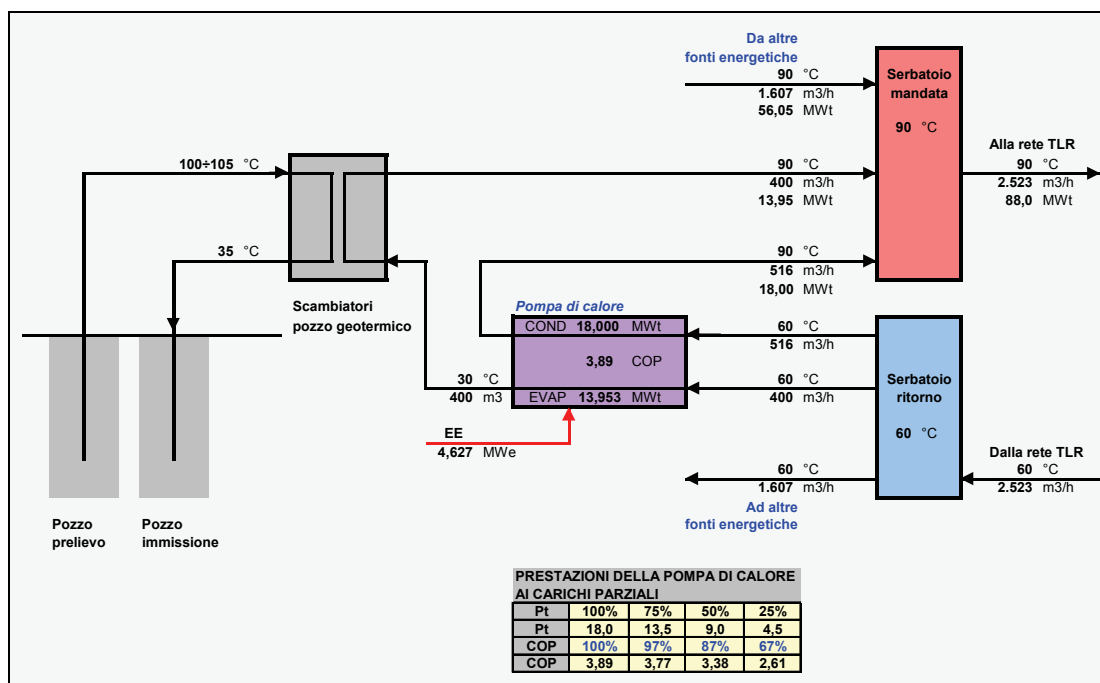 Da altre
fonti energetiche
90 °C
1.607 m3/h
56,05 MWt
Serbatoio
mandata
90 °C
Alla rete TLR
90 °C
2.523 m3/h
88,0 MWt
100÷105 °C
90 °C
400 m3/h
13,95 MWt
35 °C
90 °C
516 m3/h
18,00 MWt
Scambiatori
pozzo geotermico
Pompa di calore
COND 18,000 MWt
3,89 COP
EVAP 13,953 MWt
60 °C
516 m3/h
30 °C
400 m3
60 °C
400 m3/h
Serbatoio
ritorno
60 °C
EE
4,627 MWe
Dalla rete TLR
60 °C
2.523 m3/h
60 °C
1.607 m3/h
Ad altre
fonti energetiche
Pozzo
prelievo
Pozzo
immissione
PRESTAZIONI DELLA POMPA DI CALORE
AI CARICHI PARZIALI
Pt 100% 75% 50% 25%
Pt 18,0 13,5 9,0 4,5
COP 100% 97% 87% 67%
COP 3,89 3,77 3,38 2,61